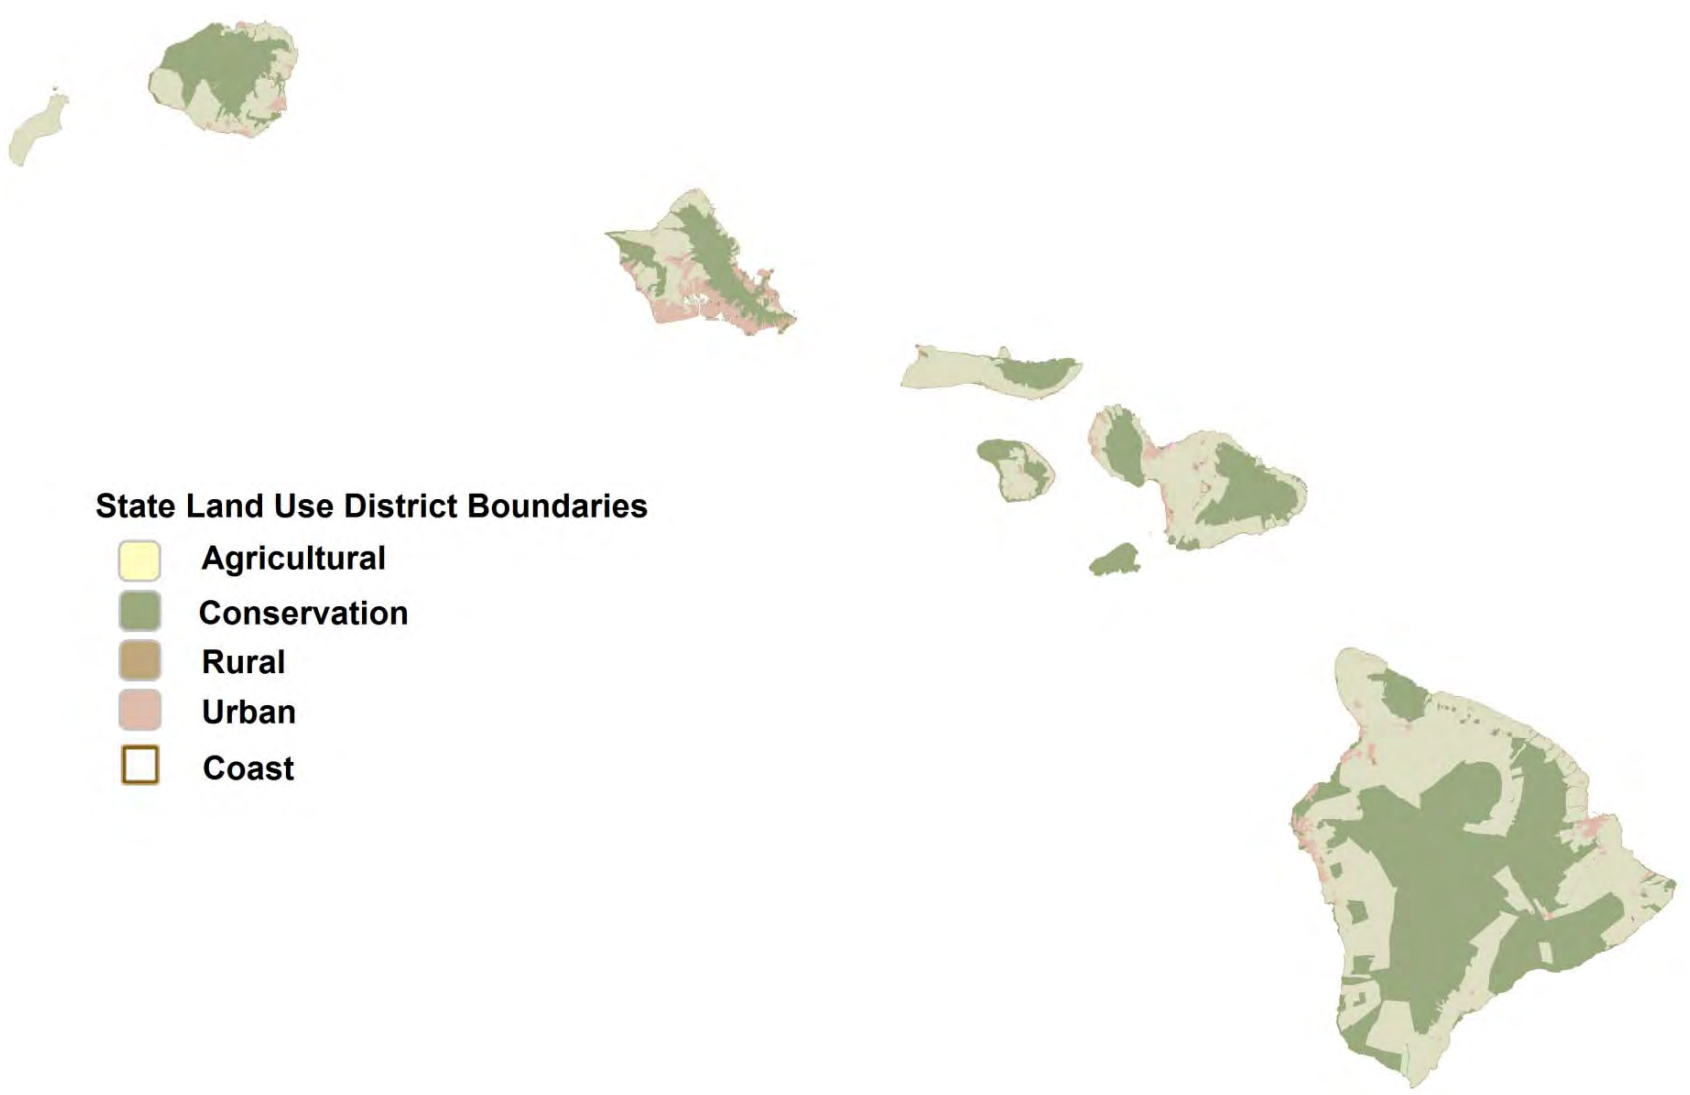 State Land Use District Boundaries
Agricultural
Conservation
Rural
Urban
Coast